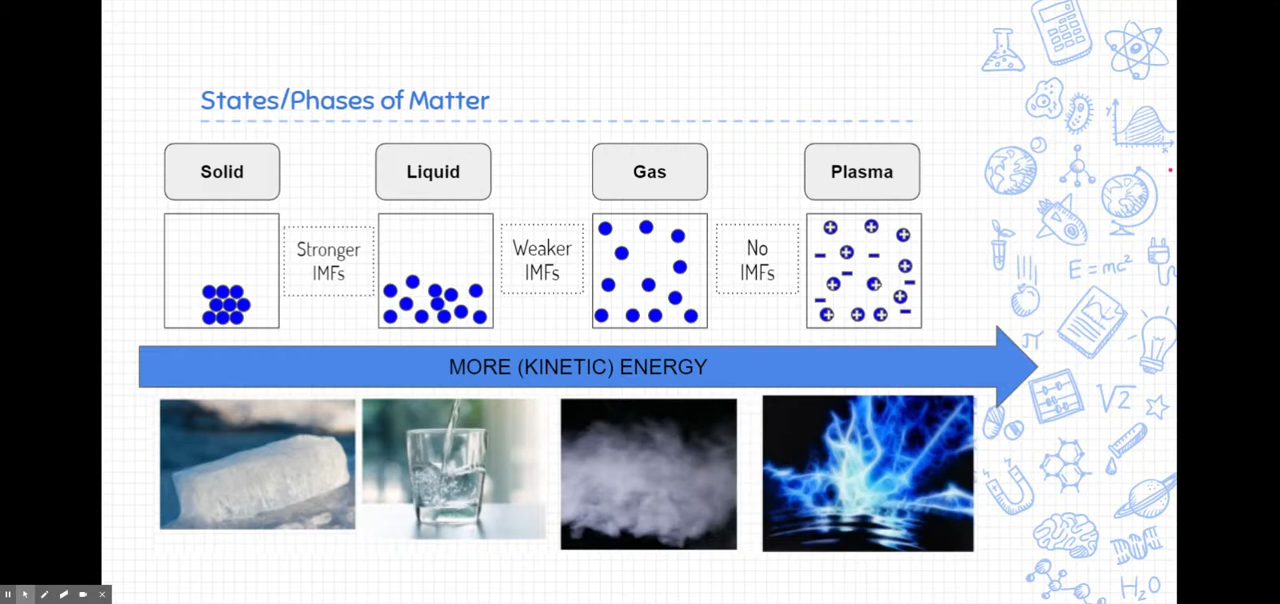 States/Phases of Matter
Solid
Liquid
Gas
Plasma
Stronger
IMFs
Weaker
IMFs
No
IMFs
MORE (KINETIC) ENERGY
y
x
E = mc²
π
√2
H₂O